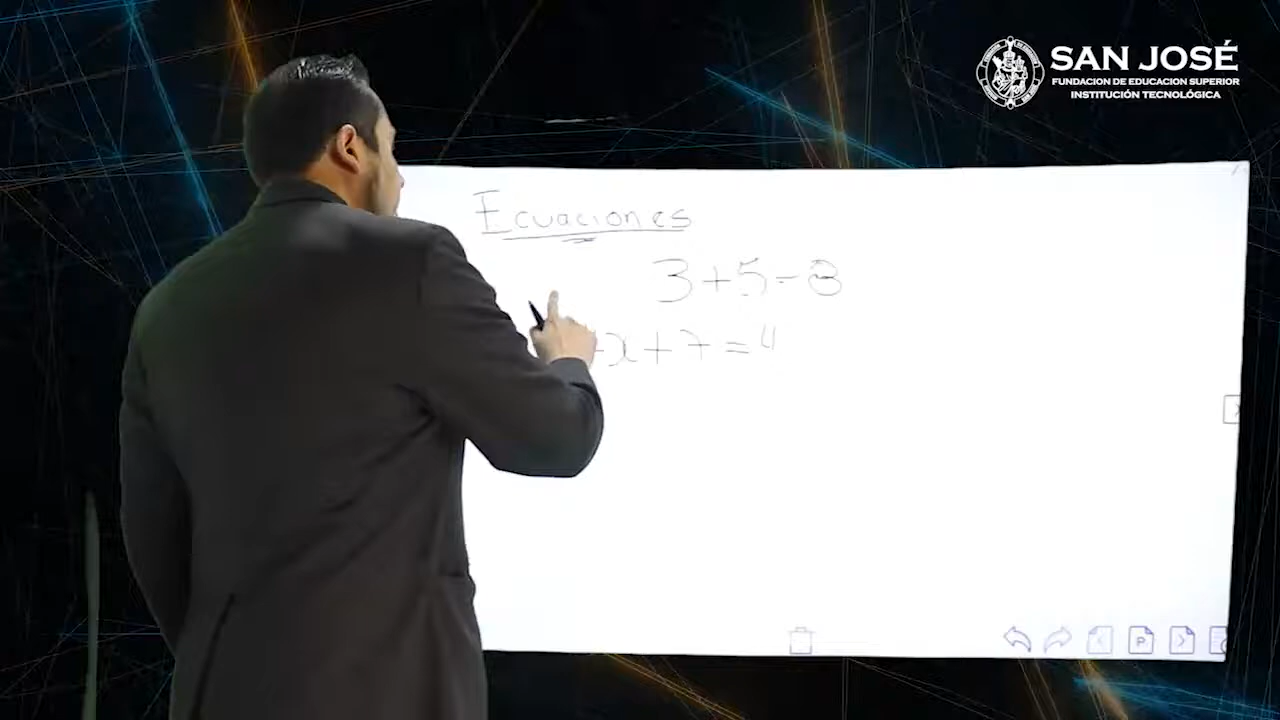 SAN JOSÉ
FUNDACION DE EDUCACION SUPERIOR
INSTITUCIÓN TECNOLÓGICA
Ecuaciones
3+5=8
x+7=4
P